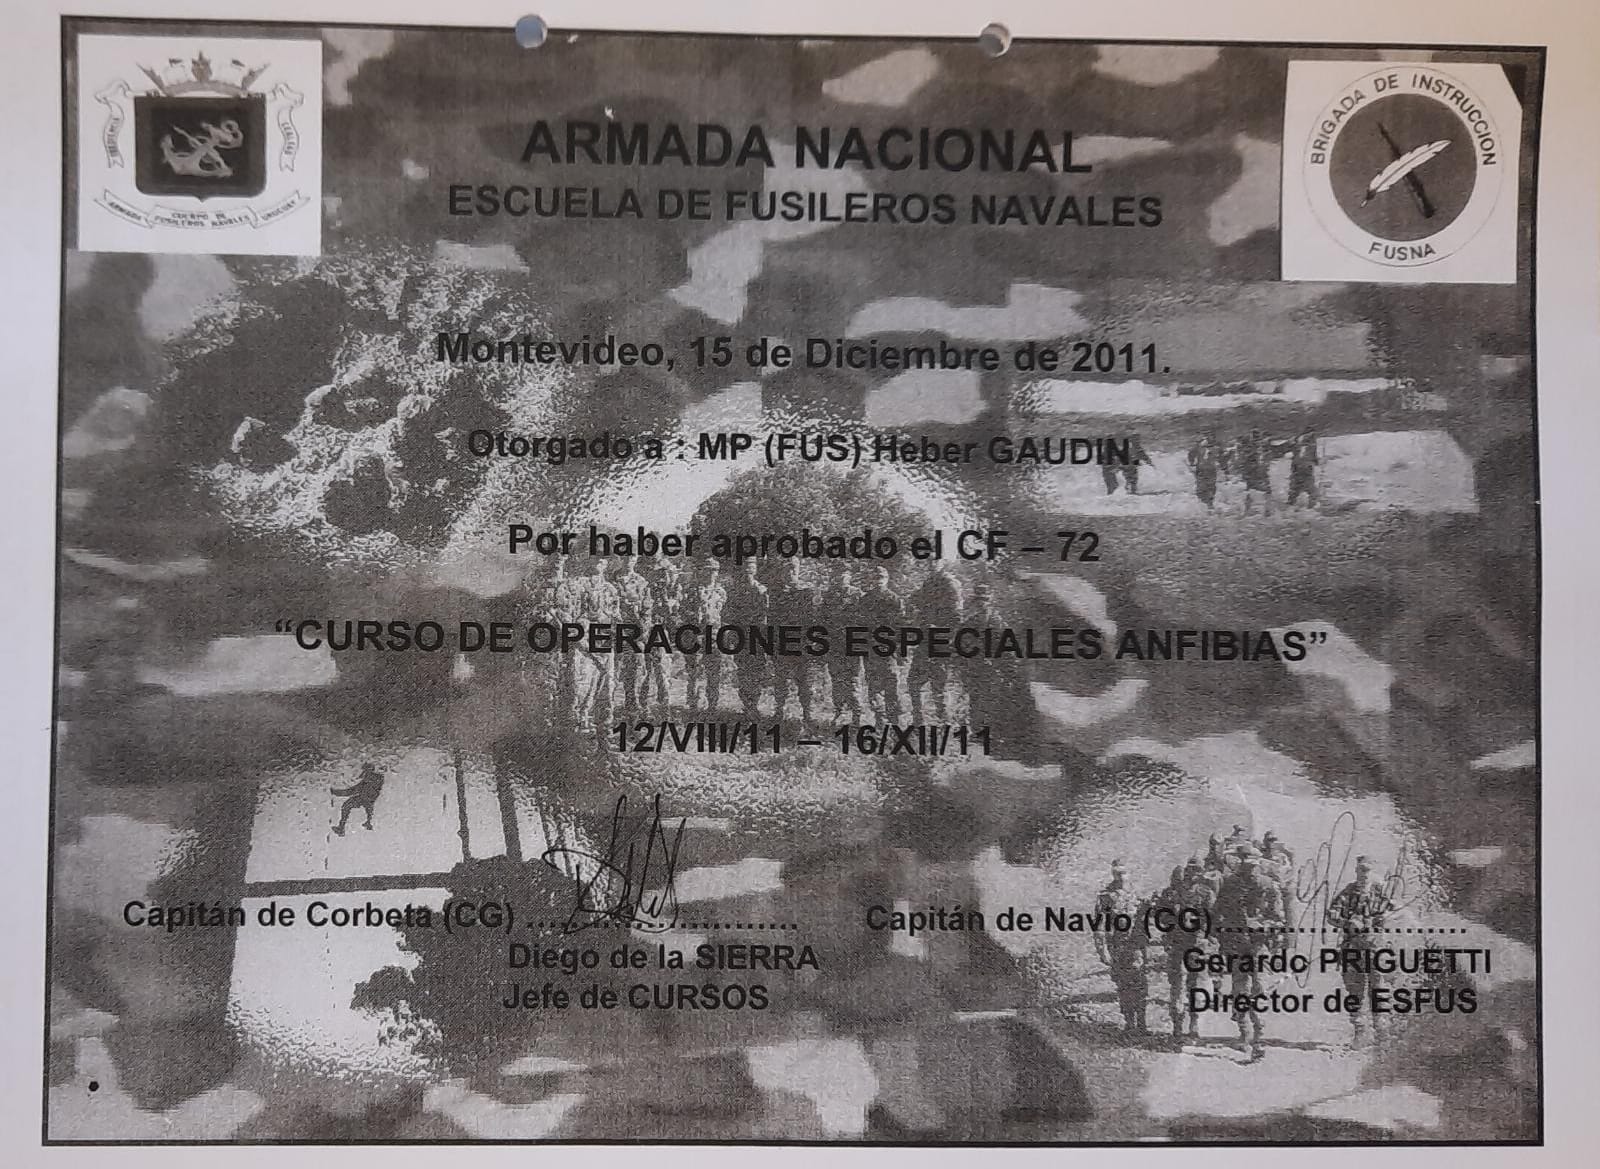 ARMADA NACIONAL
ESCUELA DE FUSILEROS NAVALES
ARMADA CUERPO DE URUGUAY
FUSILEROS NAVALES
BRIGADA DE INSTRUCCION
FUSNA
Montevideo, 15 de Diciembre de 2011.
Otorgado a : MP (FUS) Heber GAUDIN.
Por haber aprobado el CF – 72
“CURSO DE OPERACIONES ESPECIALES ANFIBIAS”
12/VIII/11 – 16/XII/11
Capitán de Corbeta (CG) ............................
Diego de la SIERRA
Jefe de CURSOS
Capitán de Navio (CG)..........................
Gerardo PRIGUETTI
Director de ESFUS